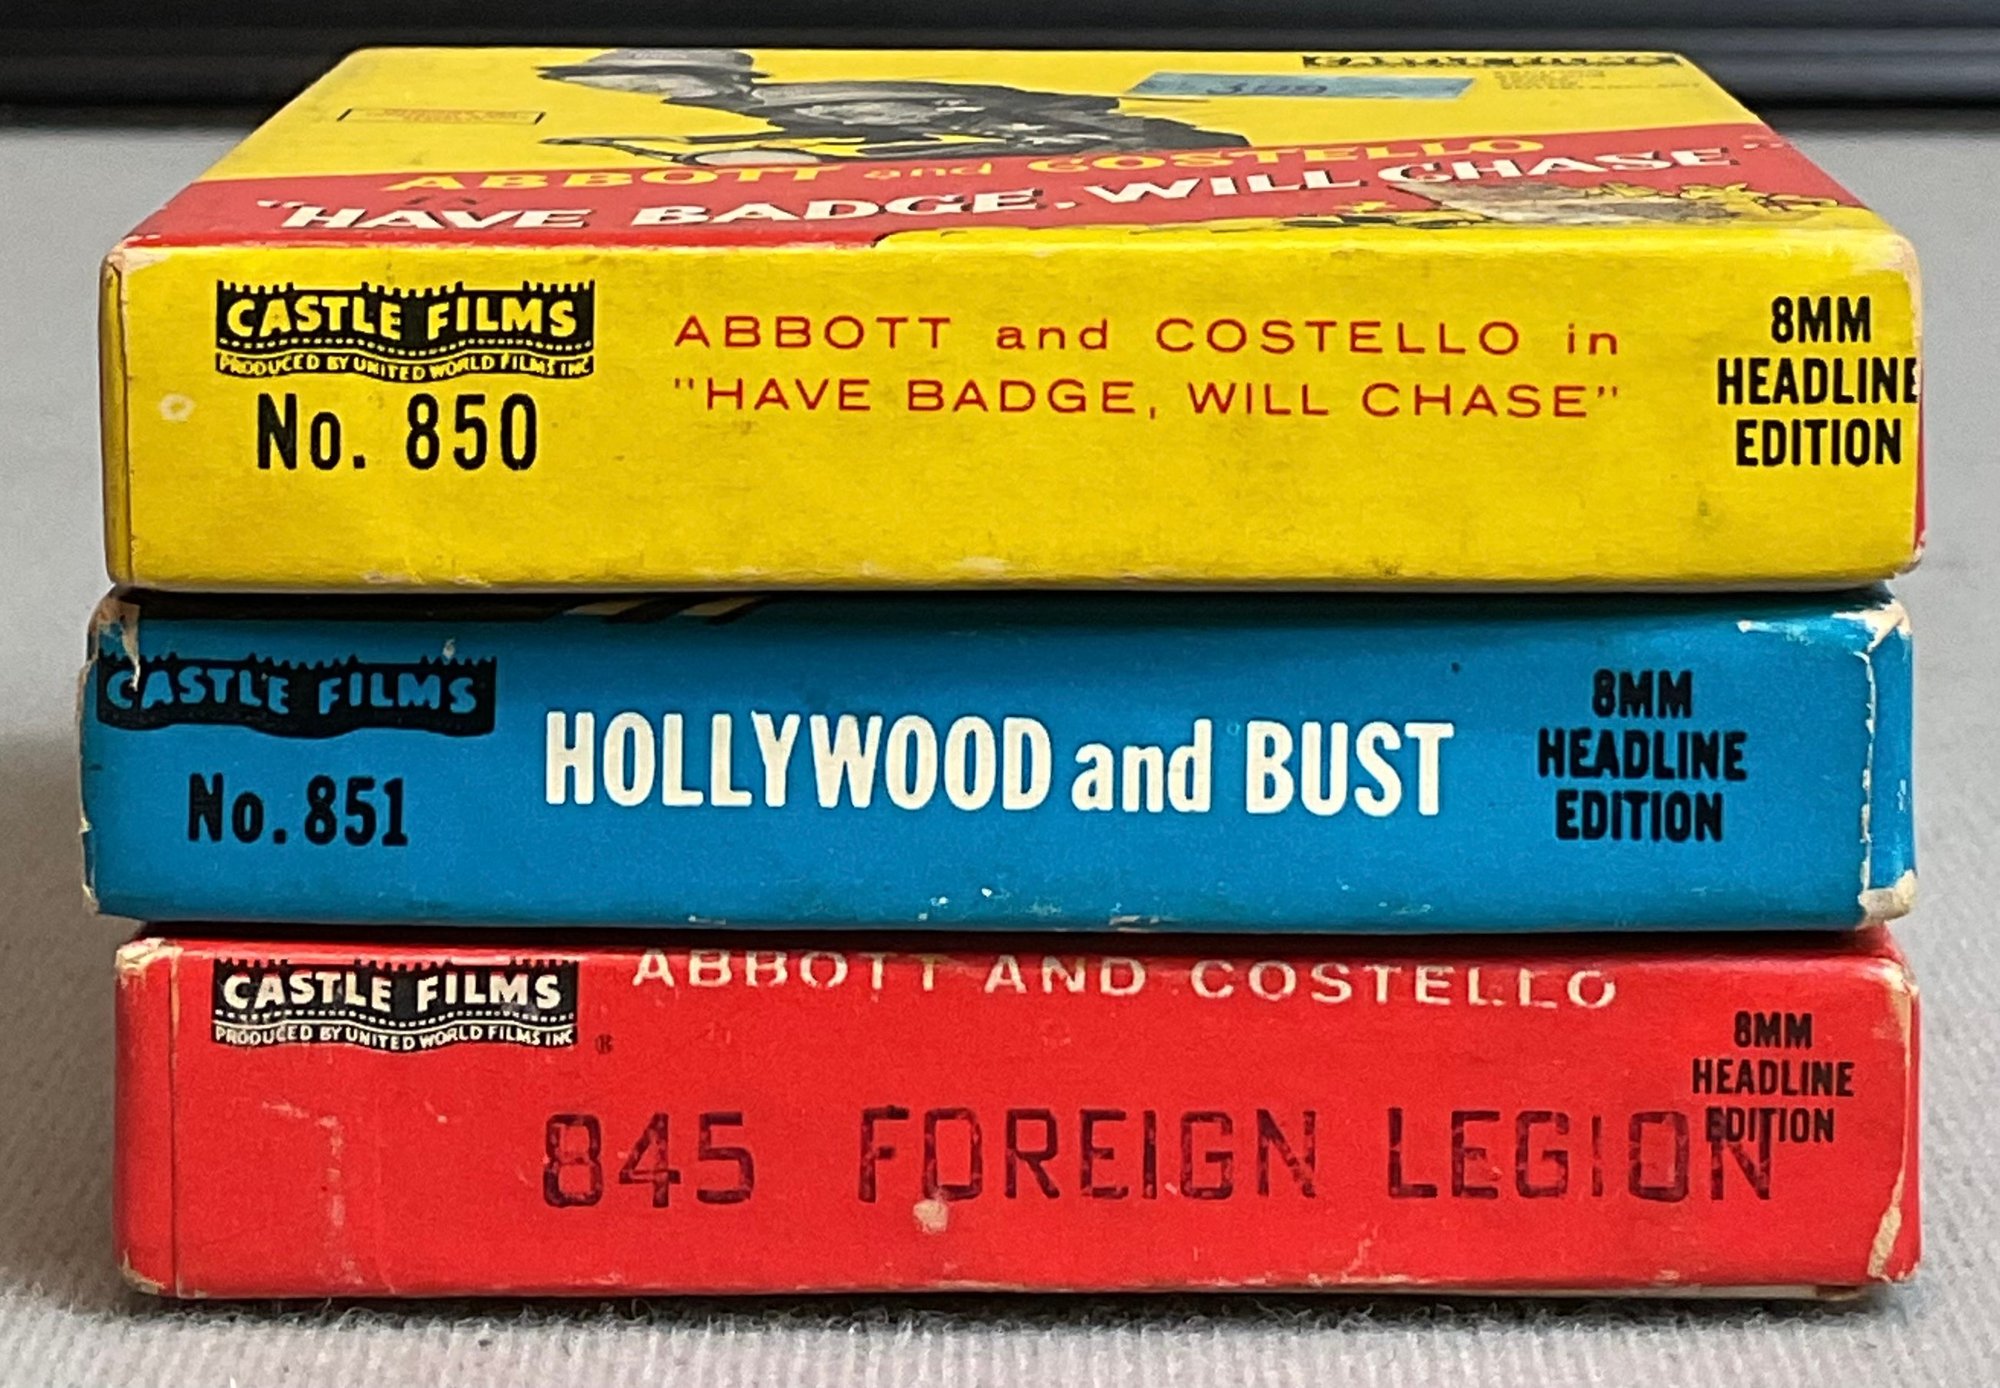 3.99
ABBOTT and COSTELLO
"HAVE BADGE, WILL CHASE"
CASTLE FILMS
PRODUCED BY UNITED WORLD FILMS INC
No. 850
ABBOTT and COSTELLO in
"HAVE BADGE, WILL CHASE"
8MM
HEADLINE
EDITION
CASTLE FILMS
No. 851
HOLLYWOOD and BUST
8MM
HEADLINE
EDITION
CASTLE FILMS
PRODUCED BY UNITED WORLD FILMS INC
®
ABBOTT AND COSTELLO
845 FOREIGN LEGION
8MM
HEADLINE
EDITION